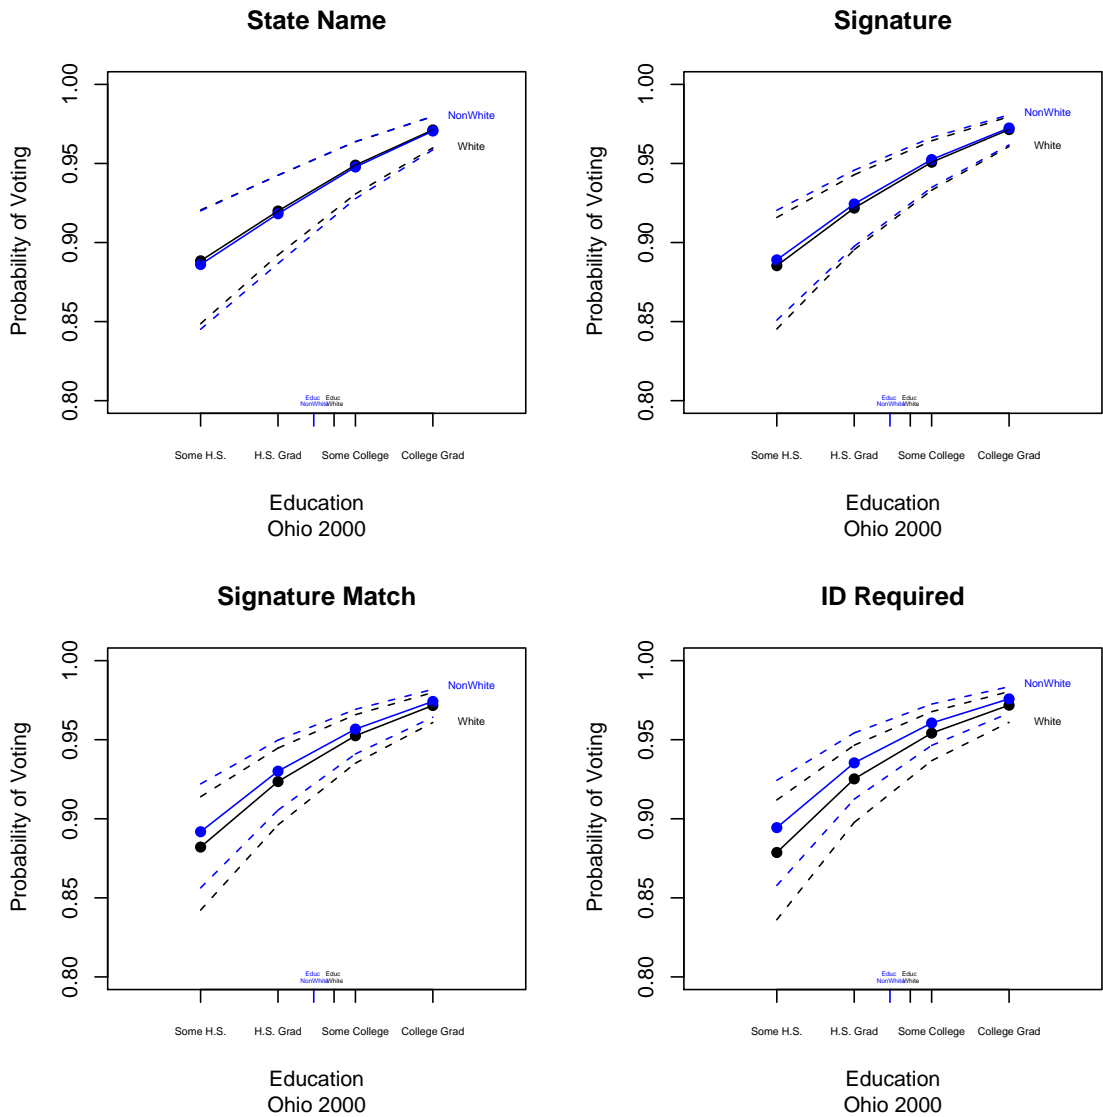 State Name
Probability of Voting
1.00
0.95
0.90
0.85
0.80
NonWhite
White
Educ NonWhite
Educ White
Some H.S. H.S. Grad Some College College Grad
Education
Ohio 2000
Signature
Probability of Voting
1.00
0.95
0.90
0.85
0.80
NonWhite
White
Educ NonWhite
Educ White
Some H.S. H.S. Grad Some College College Grad
Education
Ohio 2000
Signature Match
Probability of Voting
1.00
0.95
0.90
0.85
0.80
NonWhite
White
Educ NonWhite
Educ White
Some H.S. H.S. Grad Some College College Grad
Education
Ohio 2000
ID Required
Probability of Voting
1.00
0.95
0.90
0.85
0.80
NonWhite
White
Educ NonWhite
Educ White
Some H.S. H.S. Grad Some College College Grad
Education
Ohio 2000